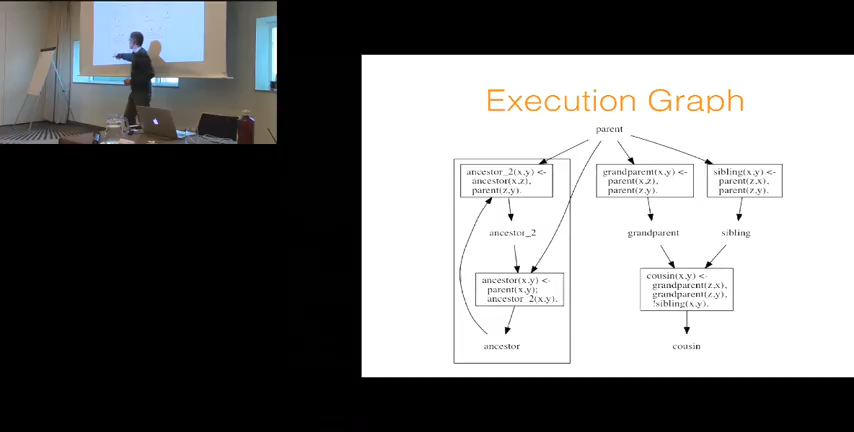 Execution Graph
parent
ancestor_2(x,y) <-
ancestor(x,z),
parent(z,y).
grandparent(x,y) <-
parent(x,z),
parent(z,y).
sibling(x,y) <-
parent(z,x),
parent(z,y).
ancestor_2
grandparent
sibling
ancestor(x,y) <-
parent(x,y);
ancestor_2(x,y).
cousin(x,y) <-
grandparent(z,x),
grandparent(z,y),
!sibling(x,y).
ancestor
cousin